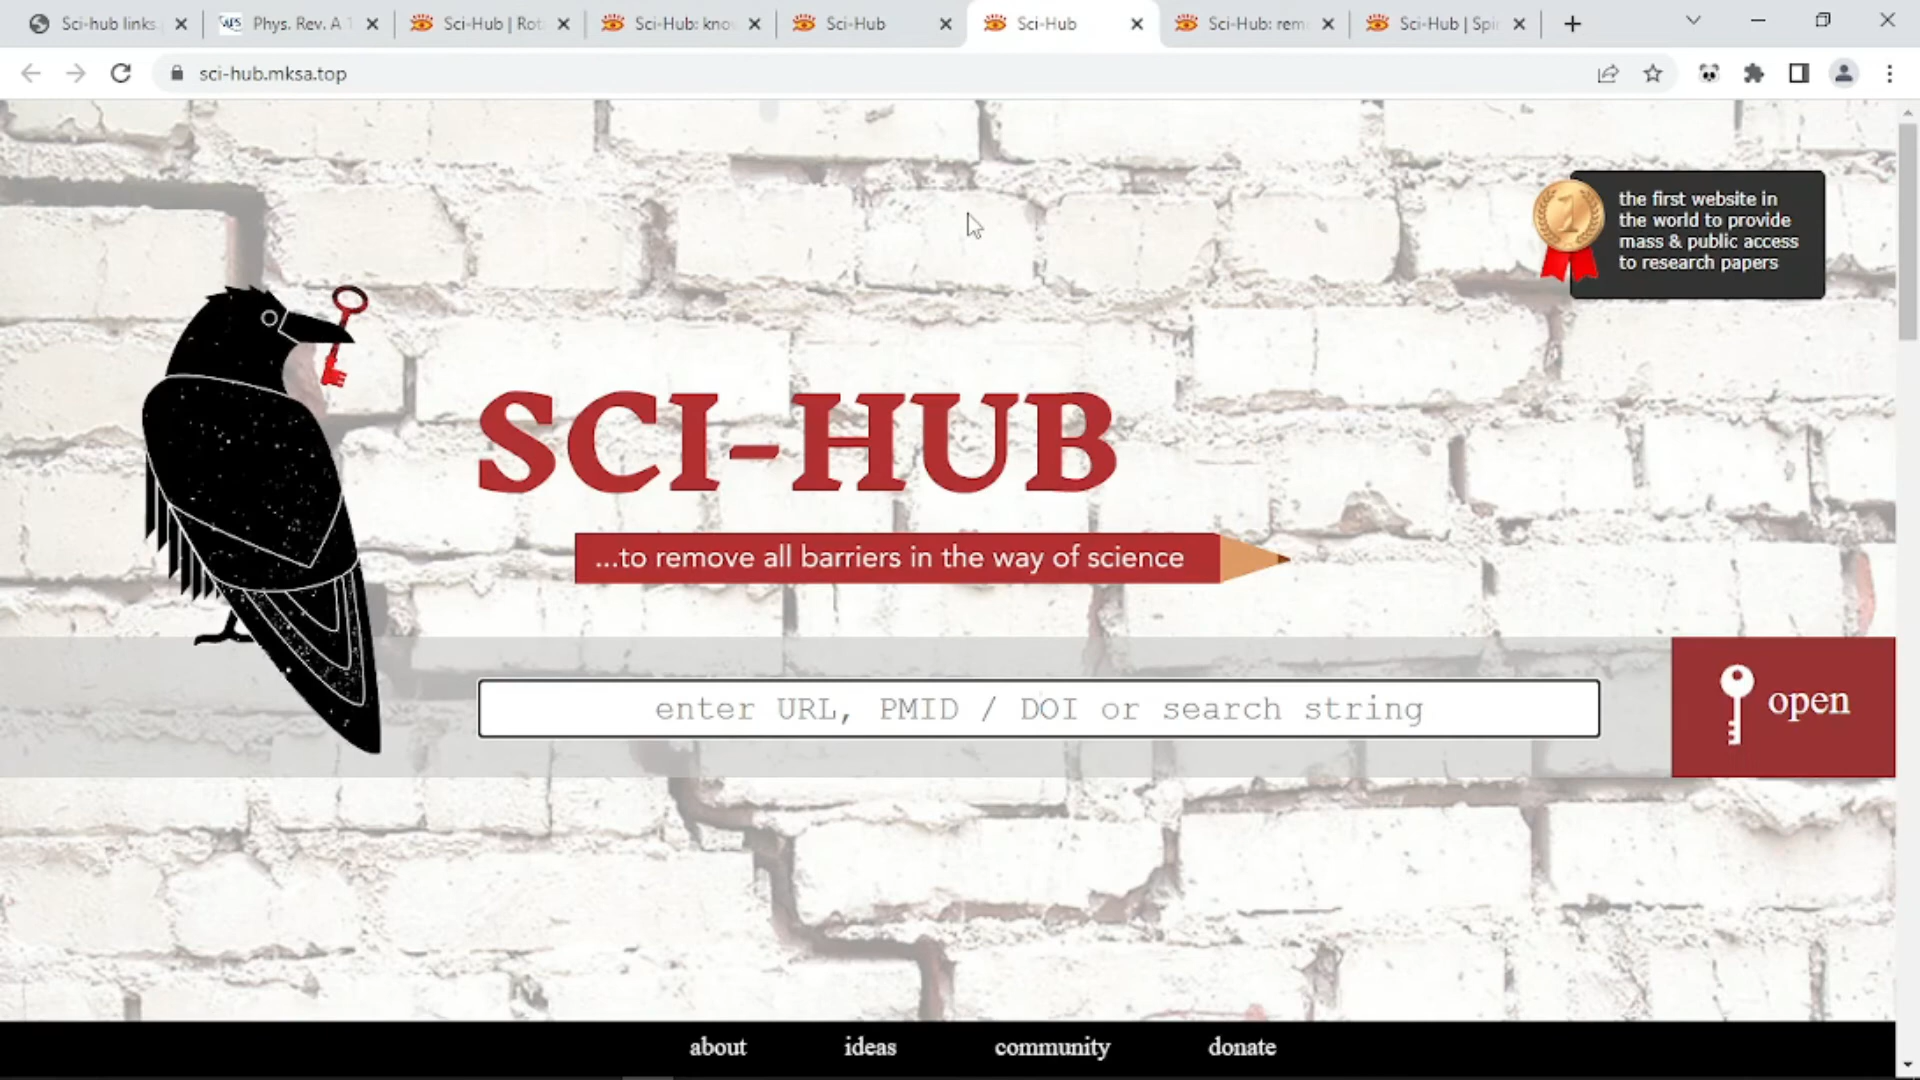 Sci-hub links
Phys. Rev. A
Sci-Hub | Rot
Sci-Hub: kno
Sci-Hub
Sci-Hub
Sci-Hub: rem
Sci-Hub | Spi
sci-hub.mksa.top
1
the first website in
the world to provide
mass & public access
to research papers
SCI-HUB
...to remove all barriers in the way of science
enter URL, PMID / DOI or search string
open
about
ideas
community
donate